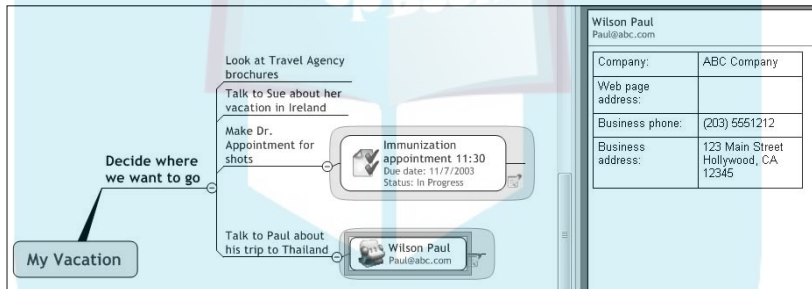 Look at Travel Agency
brochures
Talk to Sue about her
vacation in Ireland
Make Dr.
Appointment for
shots
Immunization
appointment 11:30
Due date: 11/7/2003
Status: In Progress
Decide where
we want to go
Talk to Paul about
his trip to Thailand
Wilson Paul
Paul@abc.com
My Vacation
Wilson Paul
Paul@abc.com
Company: ABC Company
Web page
address:
Business phone: (203) 5551212
Business
address:
123 Main Street
Hollywood, CA
12345